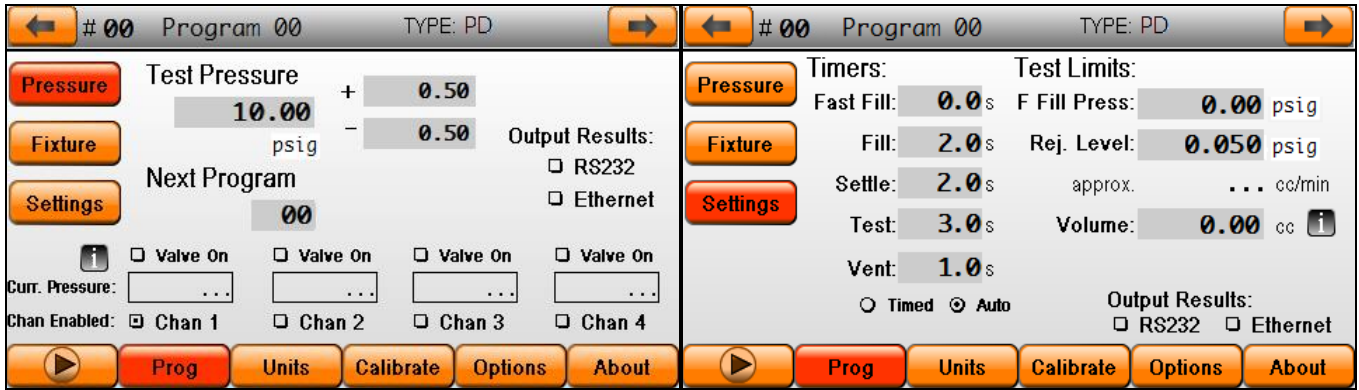 # 00 Program 00 TYPE: PD
Pressure
Test Pressure
+ 0.50
10.00
- 0.50
psig
Fixture
Output Results:
RS232
Next Program
Ethernet
Settings
00
i
Valve On Valve On Valve On Valve On
Curr. Pressure: ... ... ... ...
Chan Enabled: Chan 1 Chan 2 Chan 3 Chan 4
Prog Units Calibrate Options About
# 00 Program 00 TYPE: PD
Pressure
Fixture
Settings
Timers:
Fast Fill: 0.0 s
Fill: 2.0 s
Settle: 2.0 s
Test: 3.0 s
Vent: 1.0 s
Timed Auto
Test Limits:
F Fill Press: 0.00 psig
Rej. Level: 0.050 psig
approx. ... cc/min
Volume: 0.00 cc i
Output Results:
RS232 Ethernet
Prog Units Calibrate Options About